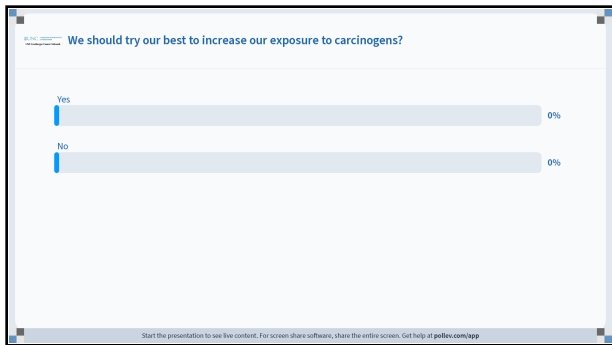 We should try our best to increase our exposure to carcinogens?
Yes
0%
No
0%
Start the presentation to see live content. For screen share software, share the entire screen. Get help at pollev.com/app